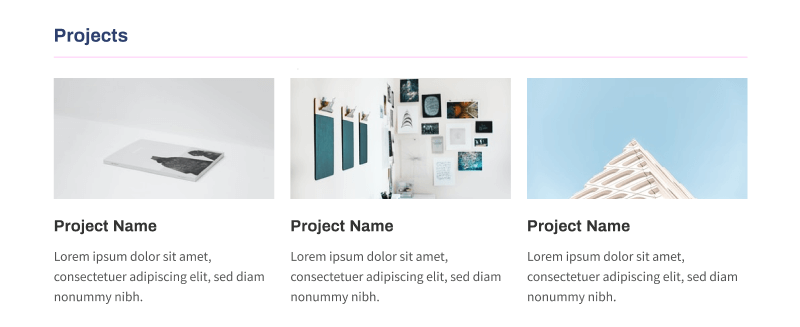 Projects
Project Name
Lorem ipsum dolor sit amet,
consectetuer adipiscing elit, sed diam
nonummy nibh.
Project Name
Lorem ipsum dolor sit amet,
consectetuer adipiscing elit, sed diam
nonummy nibh.
Project Name
Lorem ipsum dolor sit amet,
consectetuer adipiscing elit, sed diam
nonummy nibh.